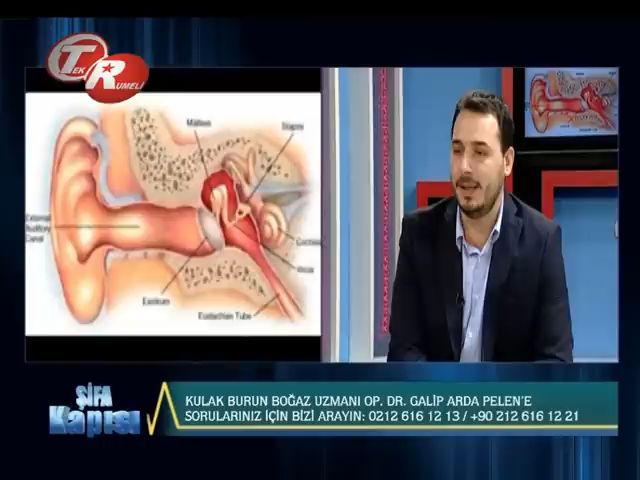 TEK
RUMELİ
Malleus
Stapes
External
Auditory
Canal
Cochlea
Incus
Eardrum
Eustachian Tube
ŞİFA
Kapısı
KULAK BURUN BOĞAZ UZMANI OP. DR. GALİP ARDA PELEN'E
SORULARINIZ İÇİN BİZİ ARAYIN: 0212 616 12 13 / +90 212 616 12 21